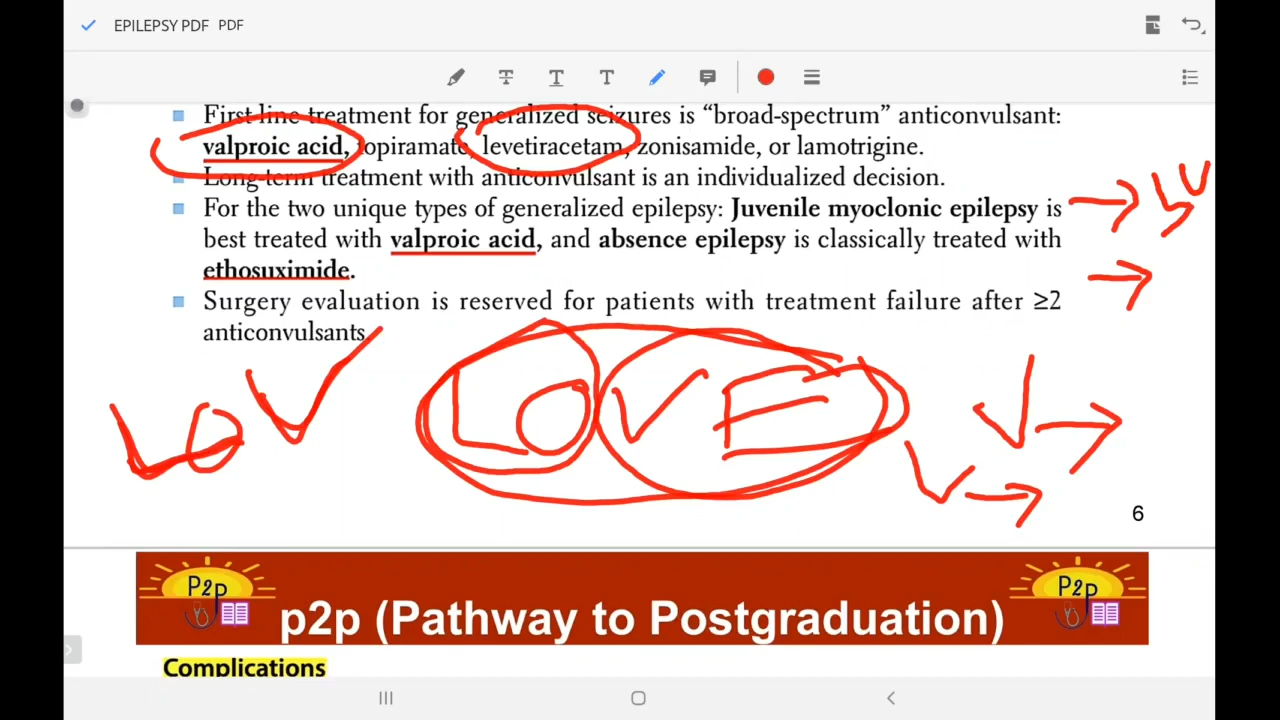 EPILEPSY PDF PDF
First line treatment for generalized seizures is “broad-spectrum” anticonvulsant:
valproic acid, topiramate, levetiracetam, zonisamide, or lamotrigine.
Long-term treatment with anticonvulsant is an individualized decision.
For the two unique types of generalized epilepsy: Juvenile myoclonic epilepsy is
best treated with valproic acid, and absence epilepsy is classically treated with
ethosuximide.
Surgery evaluation is reserved for patients with treatment failure after ≥2
anticonvulsants.
LOV
LOVE
V
V
6
P2p
P2p
p2p (Pathway to Postgraduation)
Complications